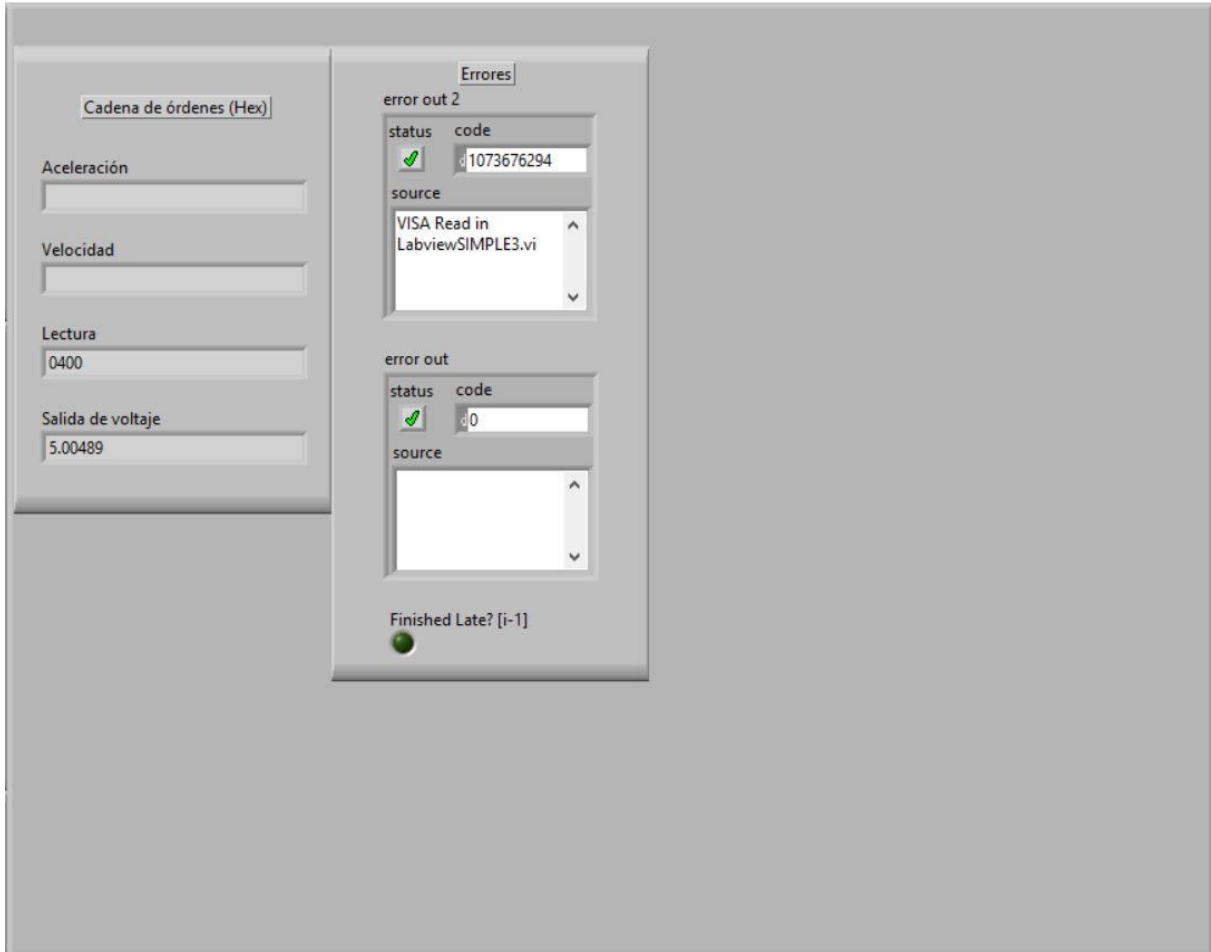 Cadena de órdenes (Hex)
Aceleración
Velocidad
Lectura
0400
Salida de voltaje
5.00489
Errores
error out 2
status code
d 1073676294
source
VISA Read in
LabviewSIMPLE3.vi
error out
status code
d 0
source
Finished Late? [i-1]